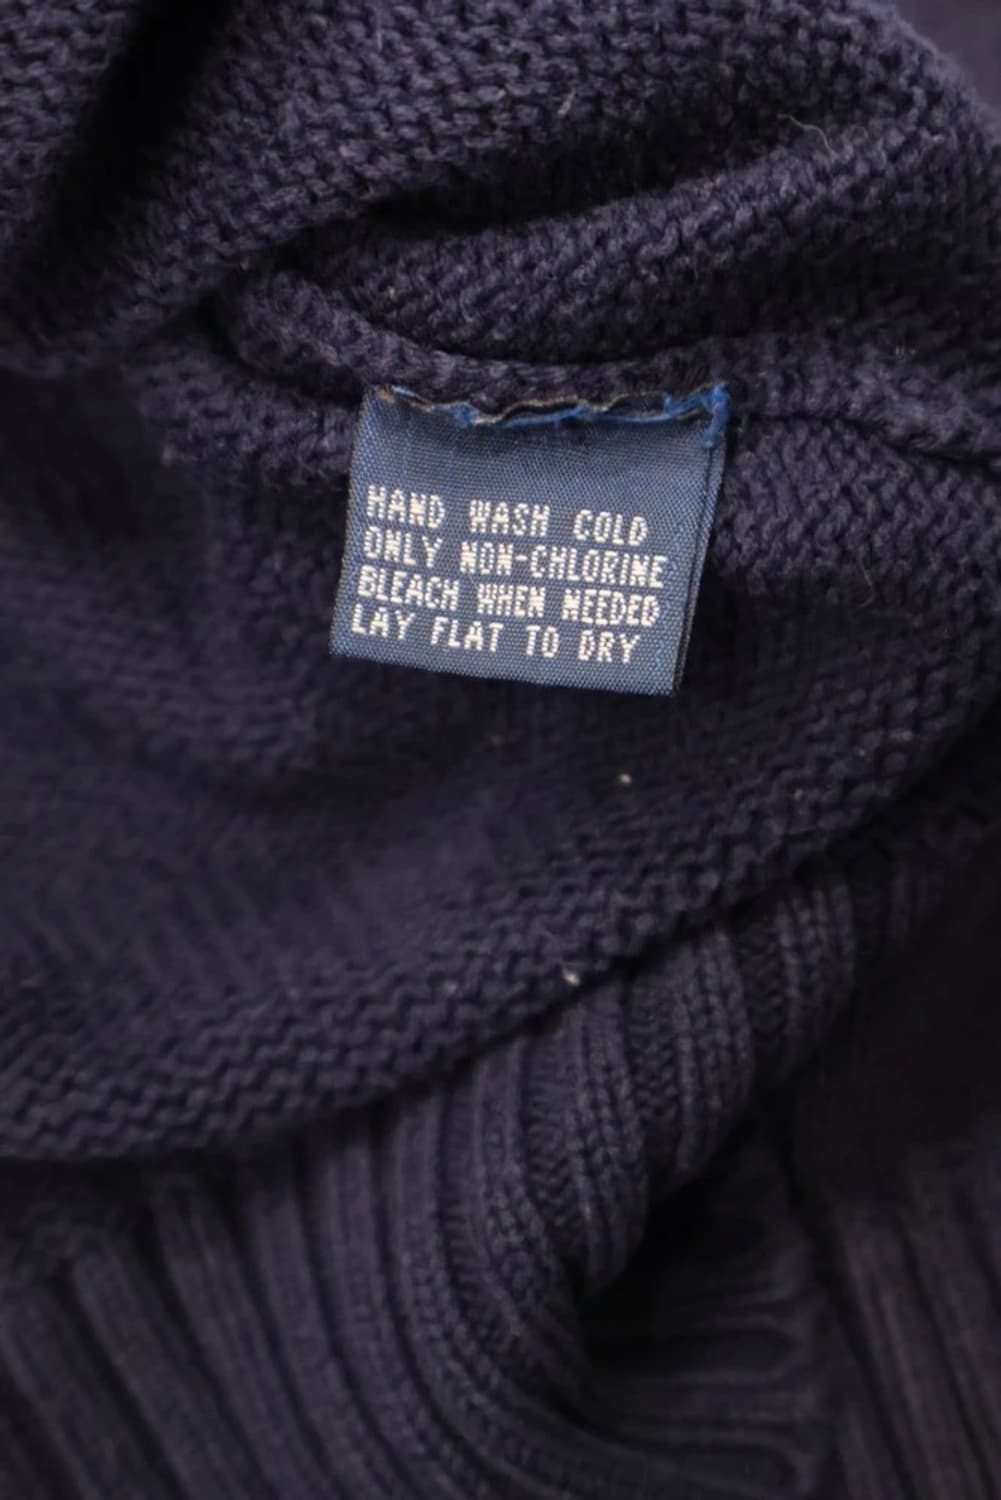 HAND WASH COLD
ONLY NON-CHLORINE
BLEACH WHEN NEEDED
LAY FLAT TO DRY